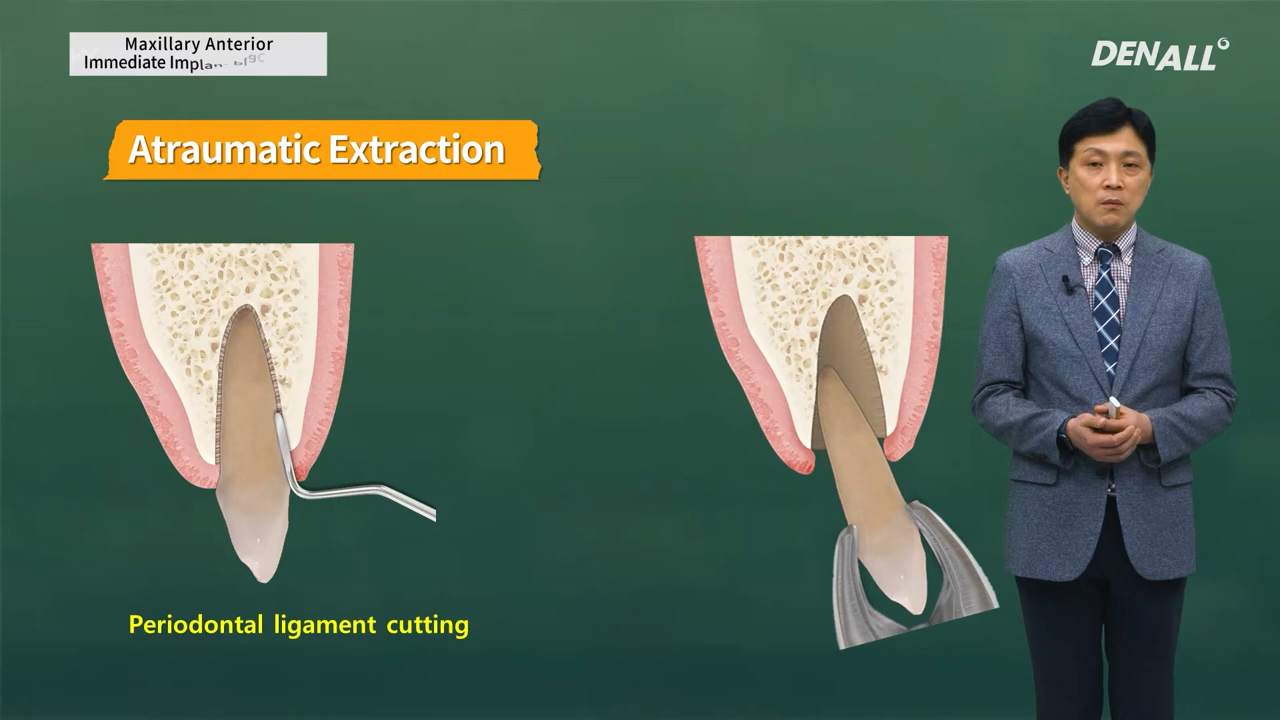 Maxillary Anterior
Immediate
DENALL
Atraumatic Extraction
Periodontal ligament cutting